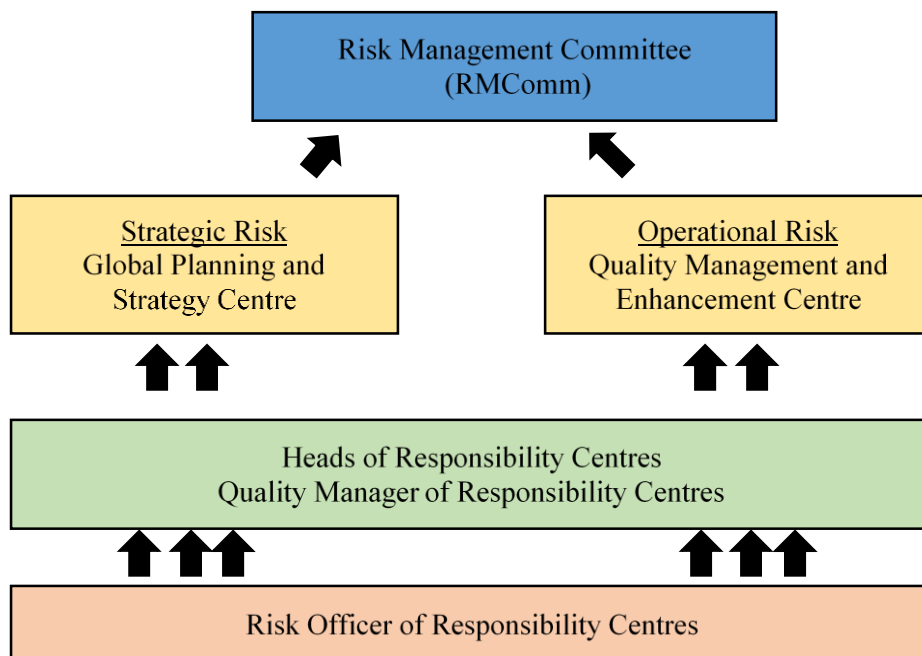 Risk Management Committee
(RMComm)
Strategic Risk
Global Planning and
Strategy Centre
Operational Risk
Quality Management and
Enhancement Centre
Heads of Responsibility Centres
Quality Manager of Responsibility Centres
Risk Officer of Responsibility Centres